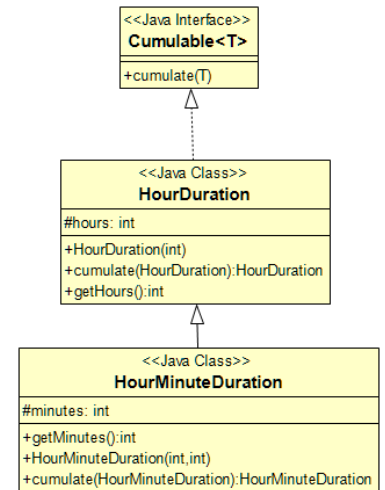 <<Java Interface>>
Cumulable<T>
+cumulate(T)
<<Java Class>>
HourDuration
#hours: int
+HourDuration(int)
+cumulate(HourDuration):HourDuration
+getHours():int
<<Java Class>>
HourMinuteDuration
#minutes: int
+getMinutes():int
+HourMinuteDuration(int,int)
+cumulate(HourMinuteDuration):HourMinuteDuration